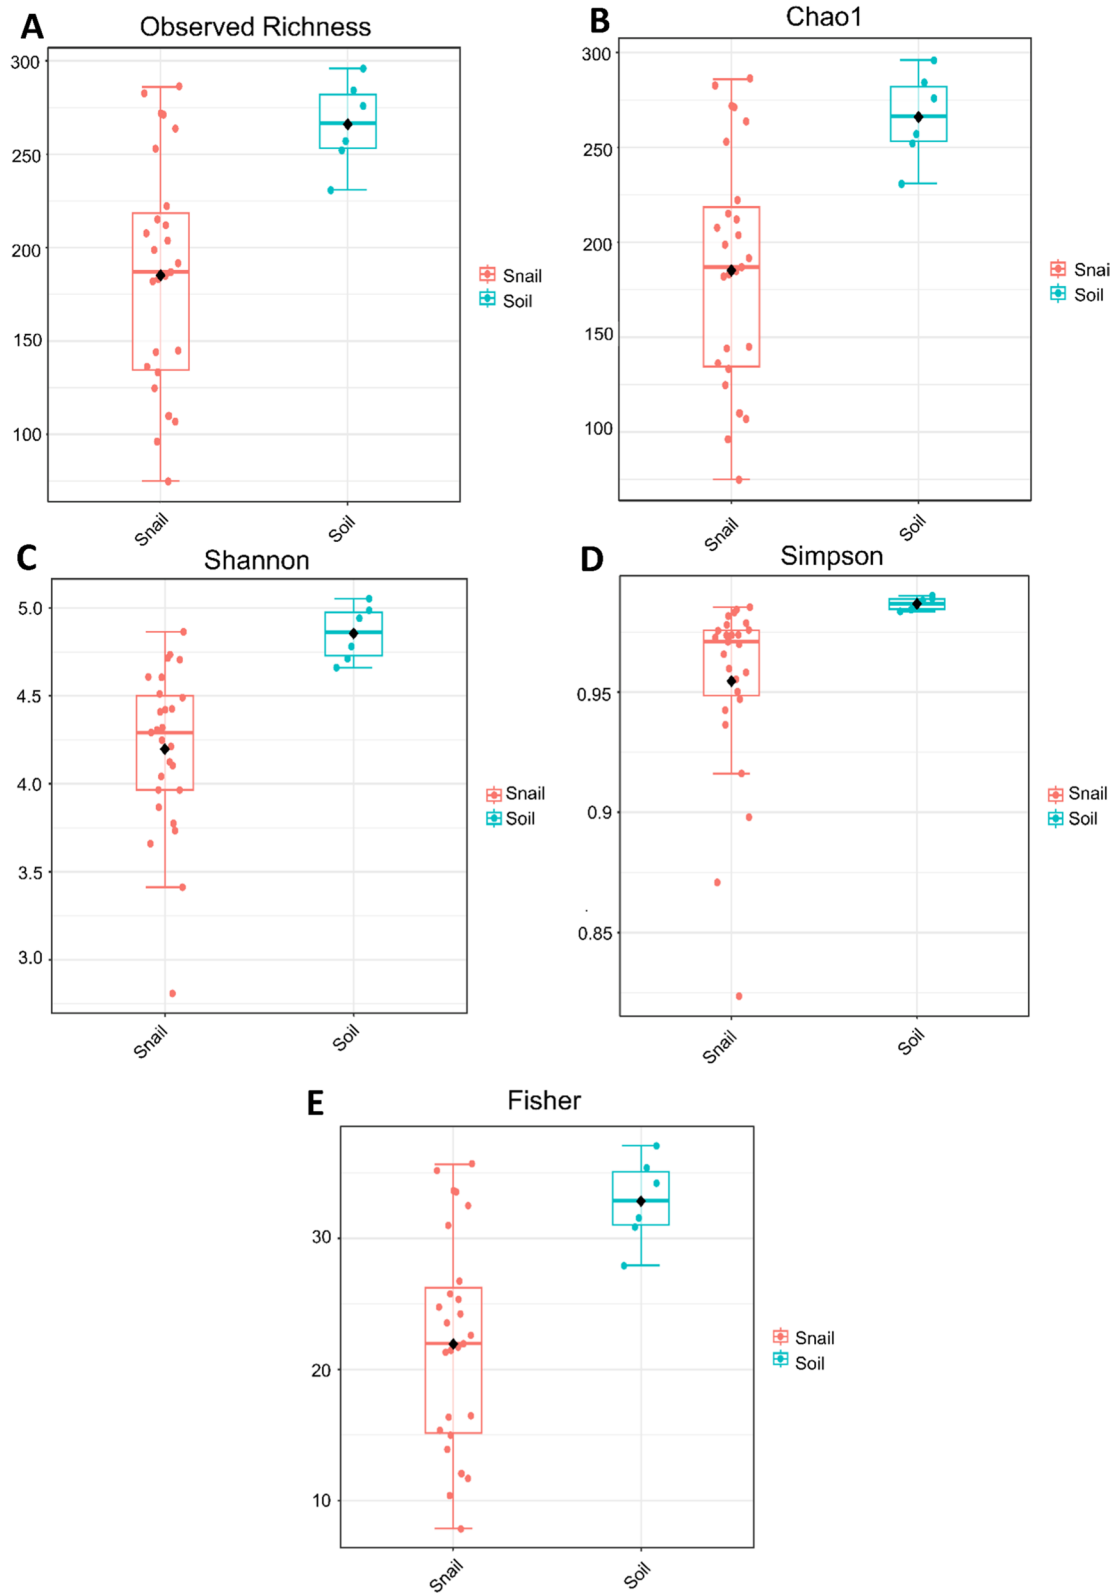 A
Observed Richness
300
250
200
150
100
Snail
Soil
Snail
Soil
B
Chao1
300
250
200
150
100
Snail
Soil
Snai
Soil
C
Shannon
5.0
4.5
4.0
3.5
3.0
Snail
Soil
Snail
Soil
D
Simpson
0.95
0.9
0.85
Snail
Soil
Snail
Soil
E
Fisher
30
20
10
Snail
Soil
Snail
Soil